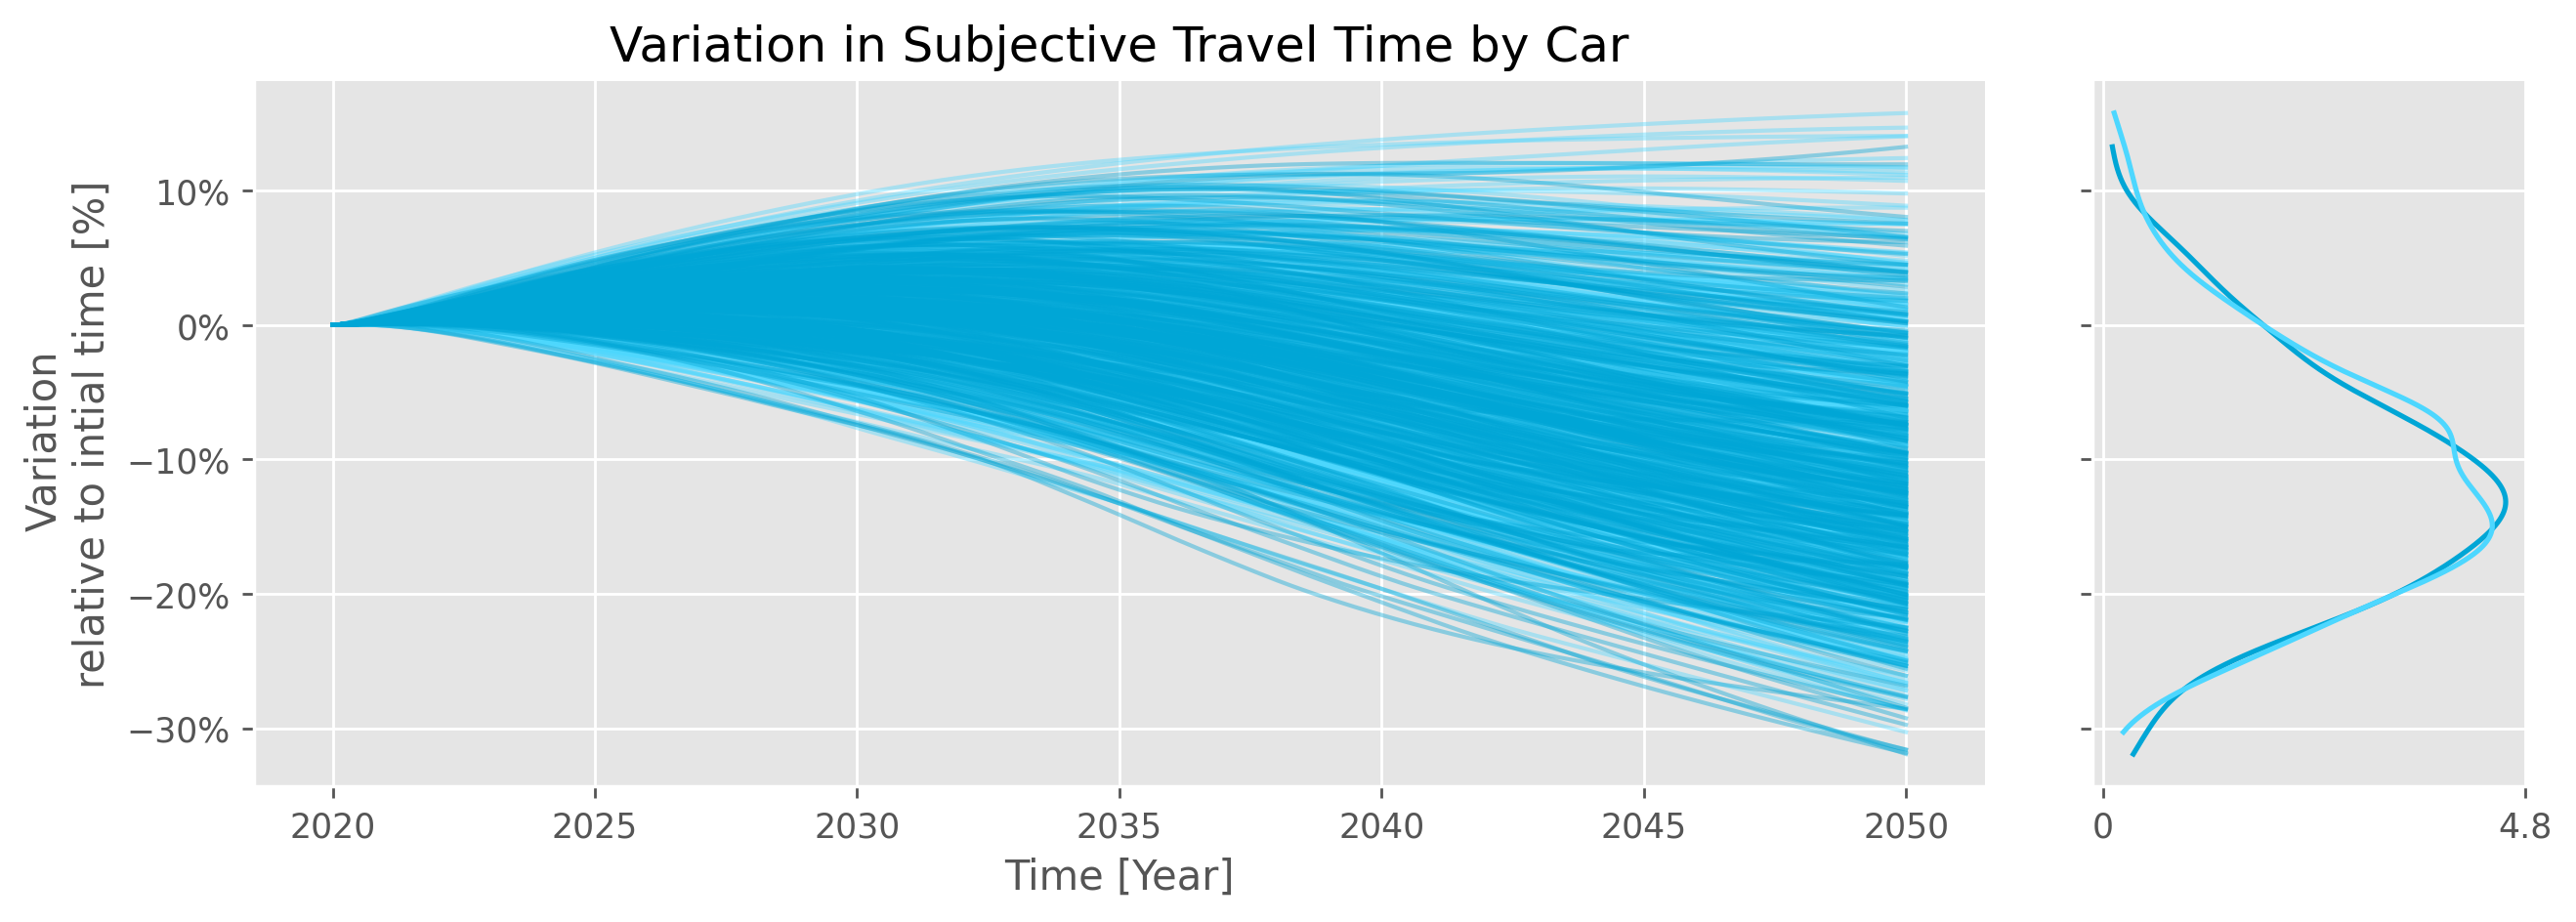 Variation in Subjective Travel Time by Car
Variation
relative to intial time [%]
10%
0%
−10%
−20%
−30%
2020 2025 2030 2035 2040 2045 2050
Time [Year]
0 4.8